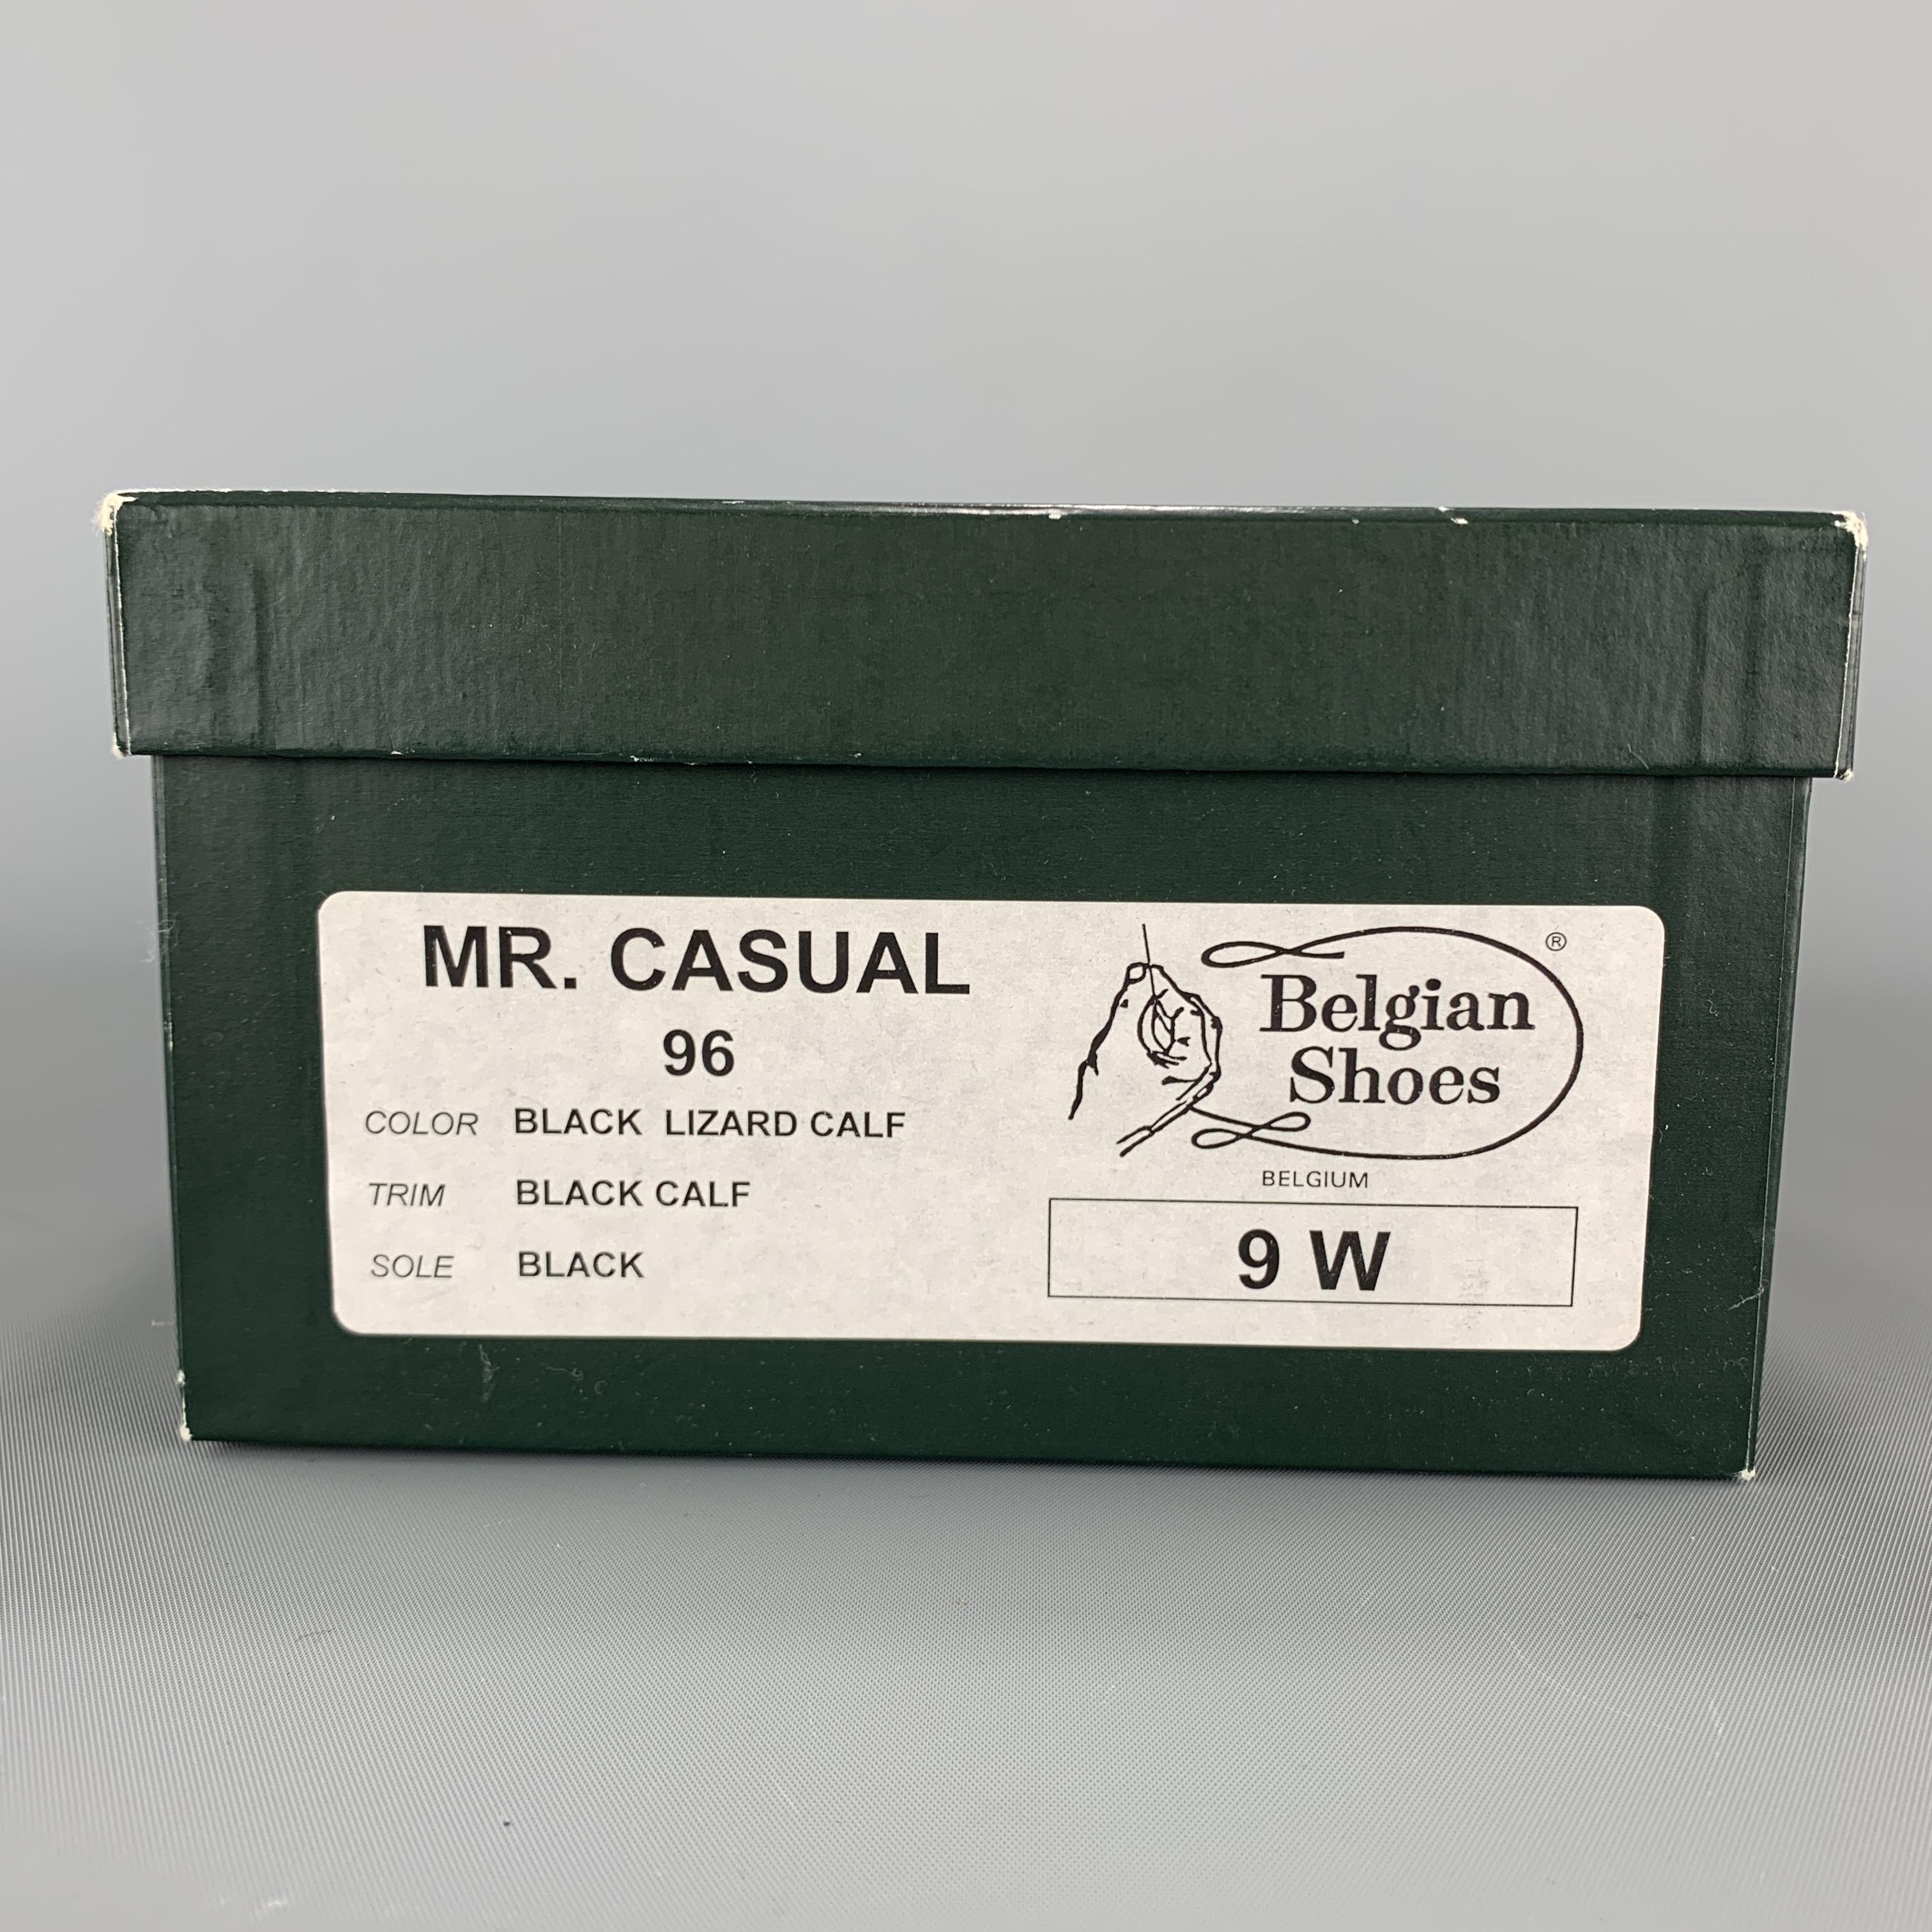 MR. CASUAL
96
COLOR BLACK LIZARD CALF
TRIM BLACK CALF
SOLE BLACK
Belgian ®
Shoes
BELGIUM
9 W